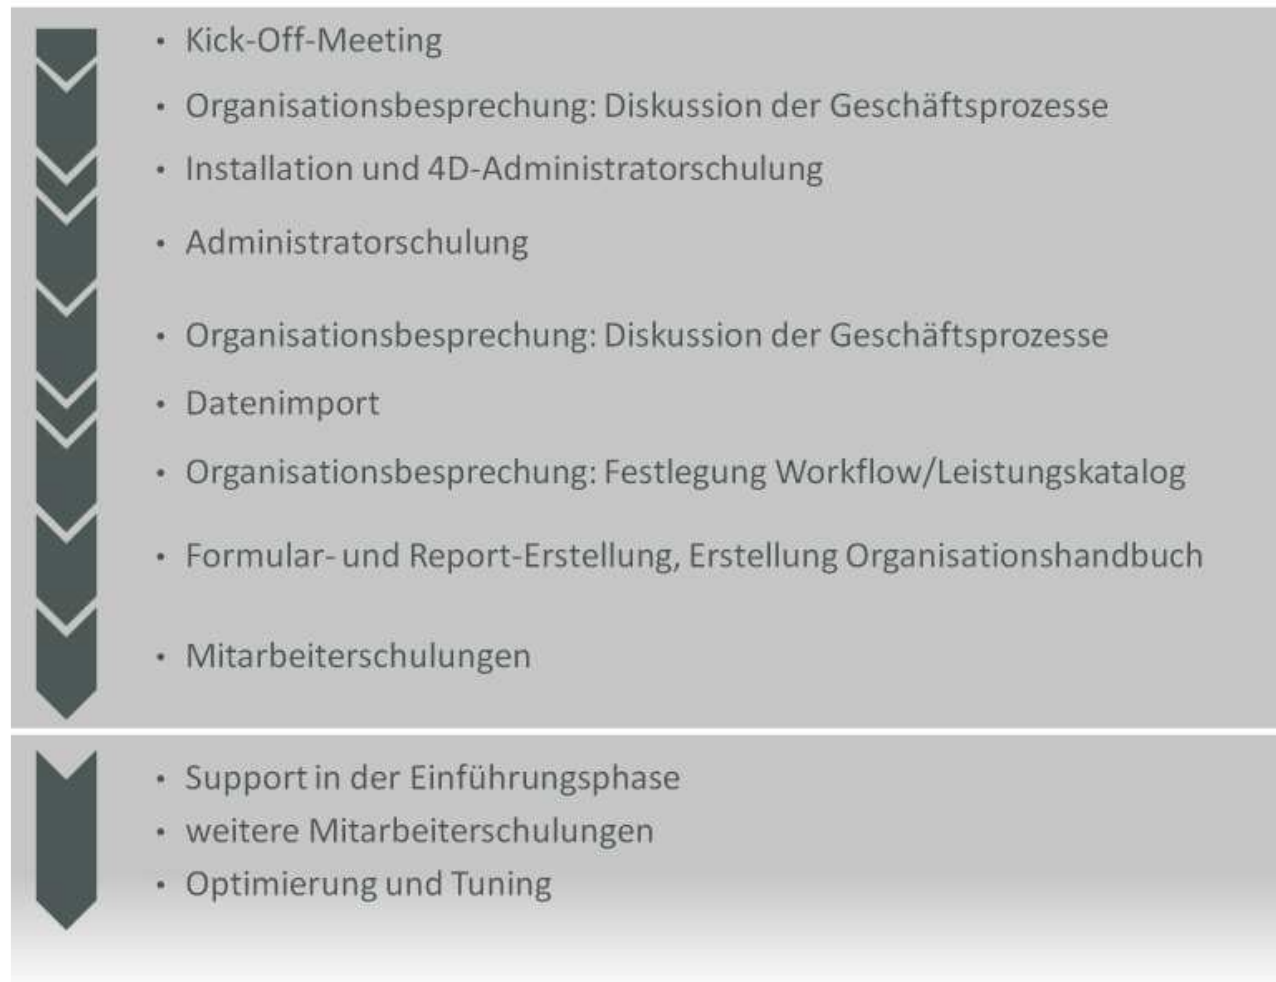 • Kick-Off-Meeting
• Organisationsbesprechung: Diskussion der Geschäftsprozesse
• Installation und 4D-Administratorschulung
• Administratorschulung
• Organisationsbesprechung: Diskussion der Geschäftsprozesse
• Datenimport
• Organisationsbesprechung: Festlegung Workflow/Leistungskatalog
• Formular- und Report-Erstellung, Erstellung Organisationshandbuch
• Mitarbeiterschulungen
• Support in der Einführungsphase
• weitere Mitarbeiterschulungen
• Optimierung und Tuning